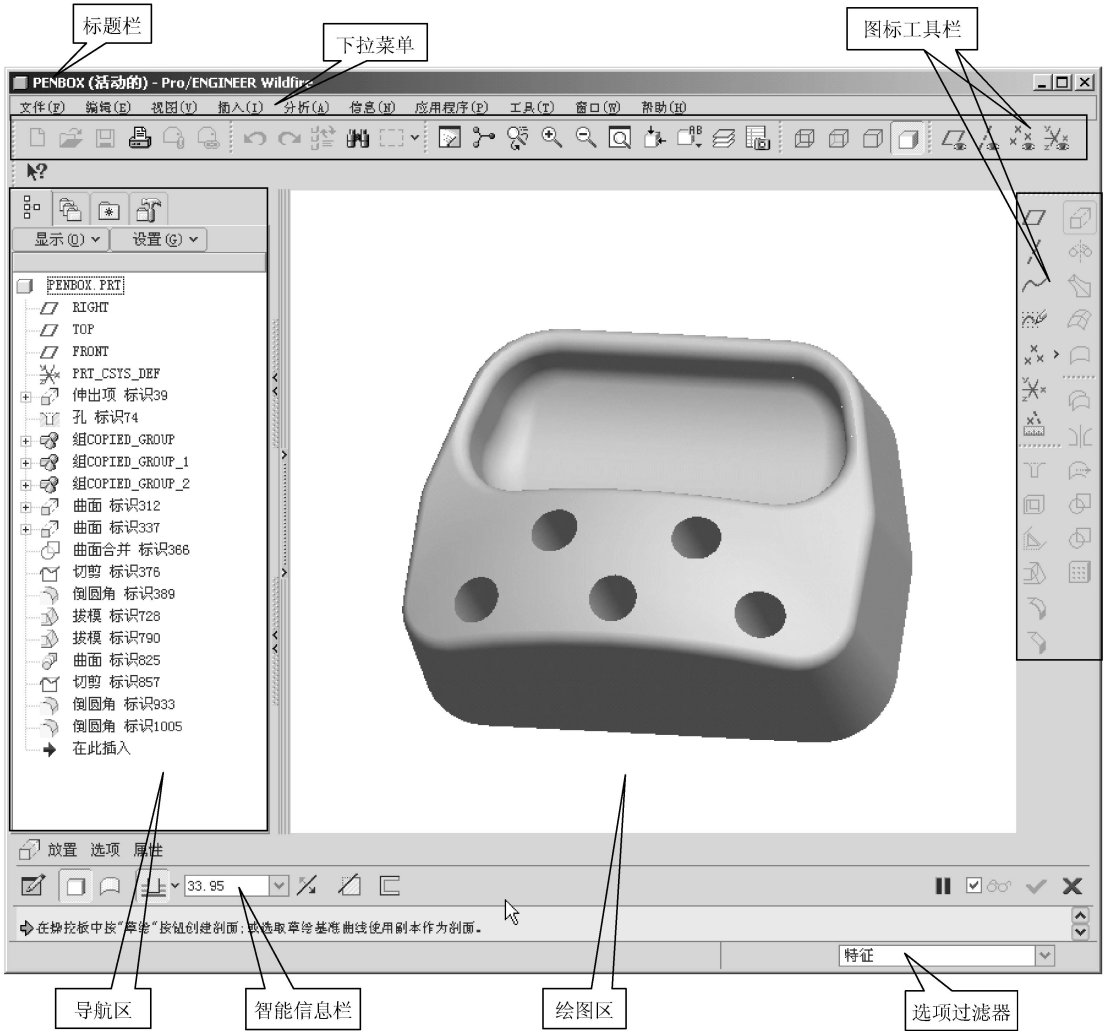 标题栏
下拉菜单
图标工具栏
PENBOX (活动的) - Pro/ENGINEER Wildfire
文件(F) 编辑(E) 视图(V) 插入(I) 分析(A) 信息(N) 应用程序(P) 工具(T) 窗口(W) 帮助(H)
显示(O) 设置(G)
PENBOX.PRT
RIGHT
TOP
FRONT
PRT_CSYS_DEF
伸出项 标识39
孔 标识74
组COPIED_GROUP
组COPIED_GROUP_1
组COPIED_GROUP_2
曲面 标识312
曲面 标识337
曲面合并 标识366
切剪 标识376
倒圆角 标识389
拔模 标识728
拔模 标识790
曲面 标识825
切剪 标识857
倒圆角 标识933
倒圆角 标识1005
在此插入
放置 选项 属性
33.95
在操控板中按“草绘”按钮创建剖面;或选取草绘基准曲线使用副本作为剖面。
特征
导航区
智能信息栏
绘图区
选项过滤器